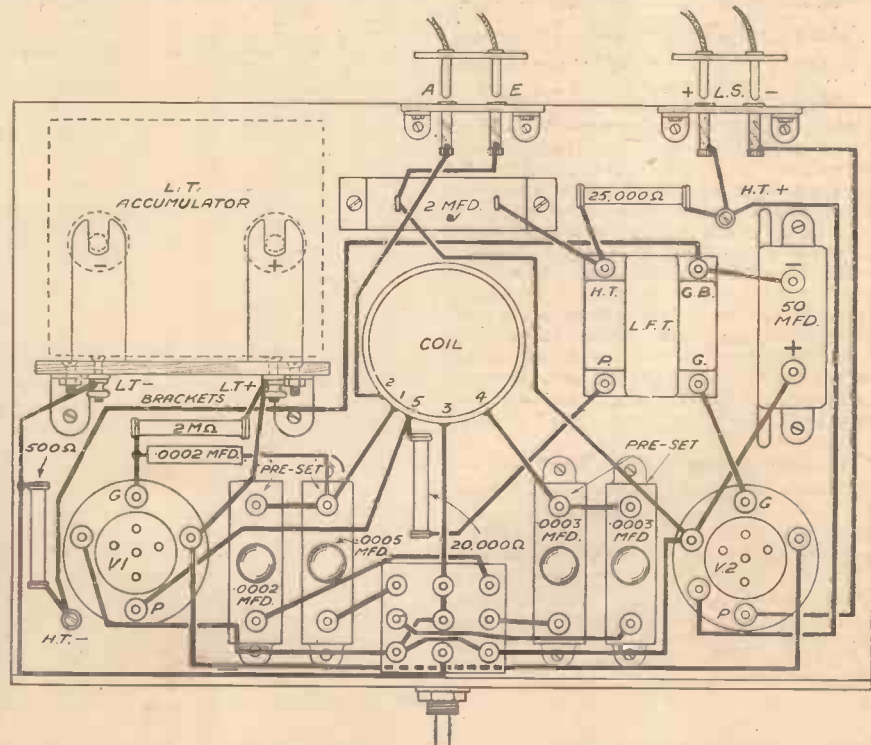 A E
+ L.S. -
L.T.
ACCUMULATOR
- +
2 MFD.
25,000Ω
H.T. +
H.T. G.B.
L.F.T.
P. G.
-
50
MFD.
+
COIL
2 1 5 3 4
L.T- L.T+
BRACKETS
2 MΩ
.0002 MFD.
500Ω
PRE-SET
PRE-SET
G
V.1
P
H.T.-
.0002
MFD.
.0005
MFD.
20,000Ω
.0003
MFD.
.0003
MFD
G
V.2
P